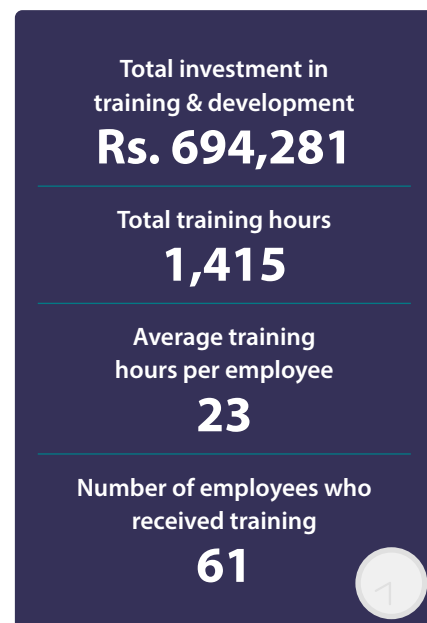 Total investment in
training & development
Rs. 694,281
Total training hours
1,415
Average training
hours per employee
23
Number of employees who
received training
61